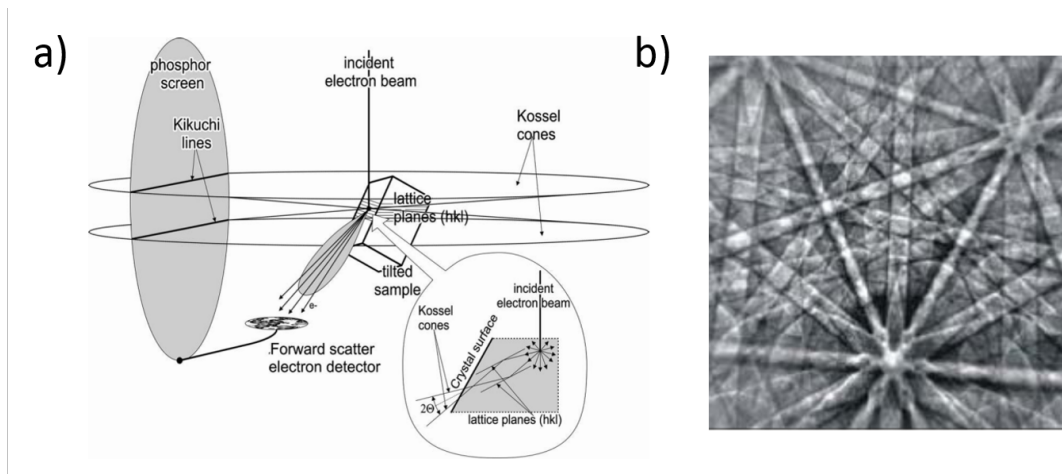 a)
phosphor
screen
Kikuchi
lines
incident
electron beam
Kossel
cones
lattice
planes (hkl)
tilted
sample
e-
Forward scatter
electron detector
incident
electron beam
Kossel
cones
Crystal surface
2Θ
lattice planes (hkl)
b)